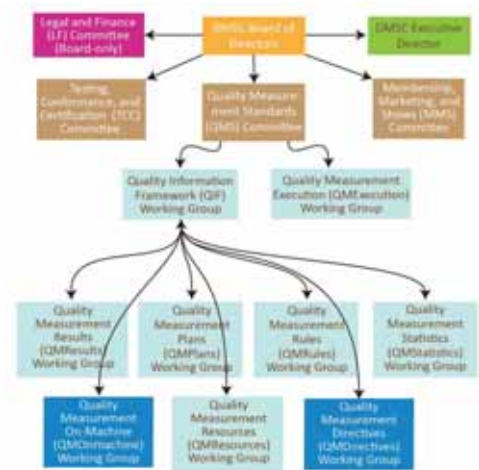 Legal and Finance
(LF) Committee
(Board-only)
Board of
Directors
DMSC Executive
Director
Testing,
Conformance, and
Certification (TCC)
Committee
Quality Measure-
ment Standards
(QMS) Committee
Membership,
Marketing, and
Shows (MMS)
Committee
Quality Information
Framework (QIF)
Working Group
Quality Measurement
Execution (QMExecution)
Working Group
Quality
Measurement
Results
(QMResults)
Working Group
Quality
Measurement
Plans
(QMPlans)
Working Group
Quality
Measurement
Rules
(QMRules)
Working Group
Quality
Measurement
Statistics
(QMStatistics)
Working Group
Quality
Measurement
On-Machine
(QMOnmachine)
Working Group
Quality
Measurement
Resources
(QMResources)
Working Group
Quality
Measurement
Directives
(QMDirectives)
Working Group